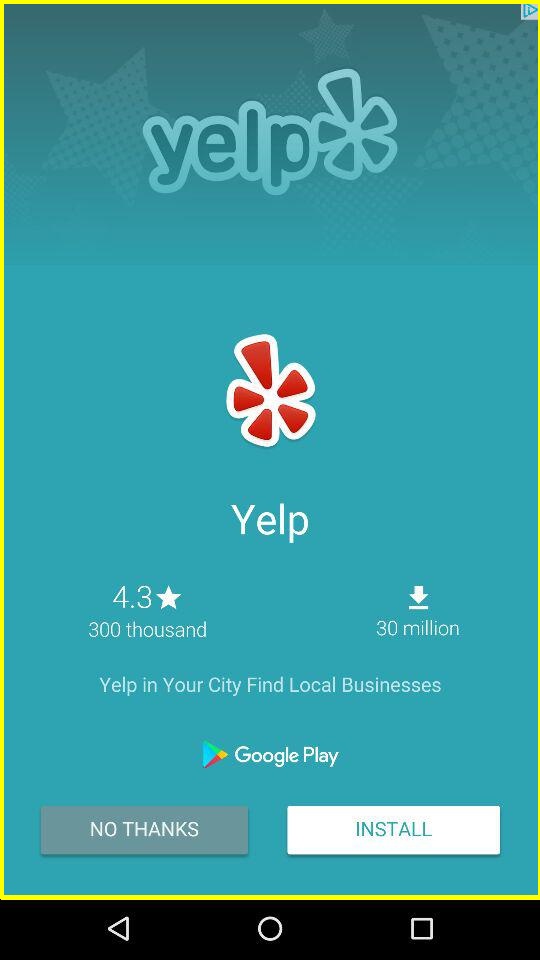 yelp
Yelp
4.3
300 thousand
30 million
Yelp in Your City Find Local Businesses
Google Play
NO THANKS
INSTALL